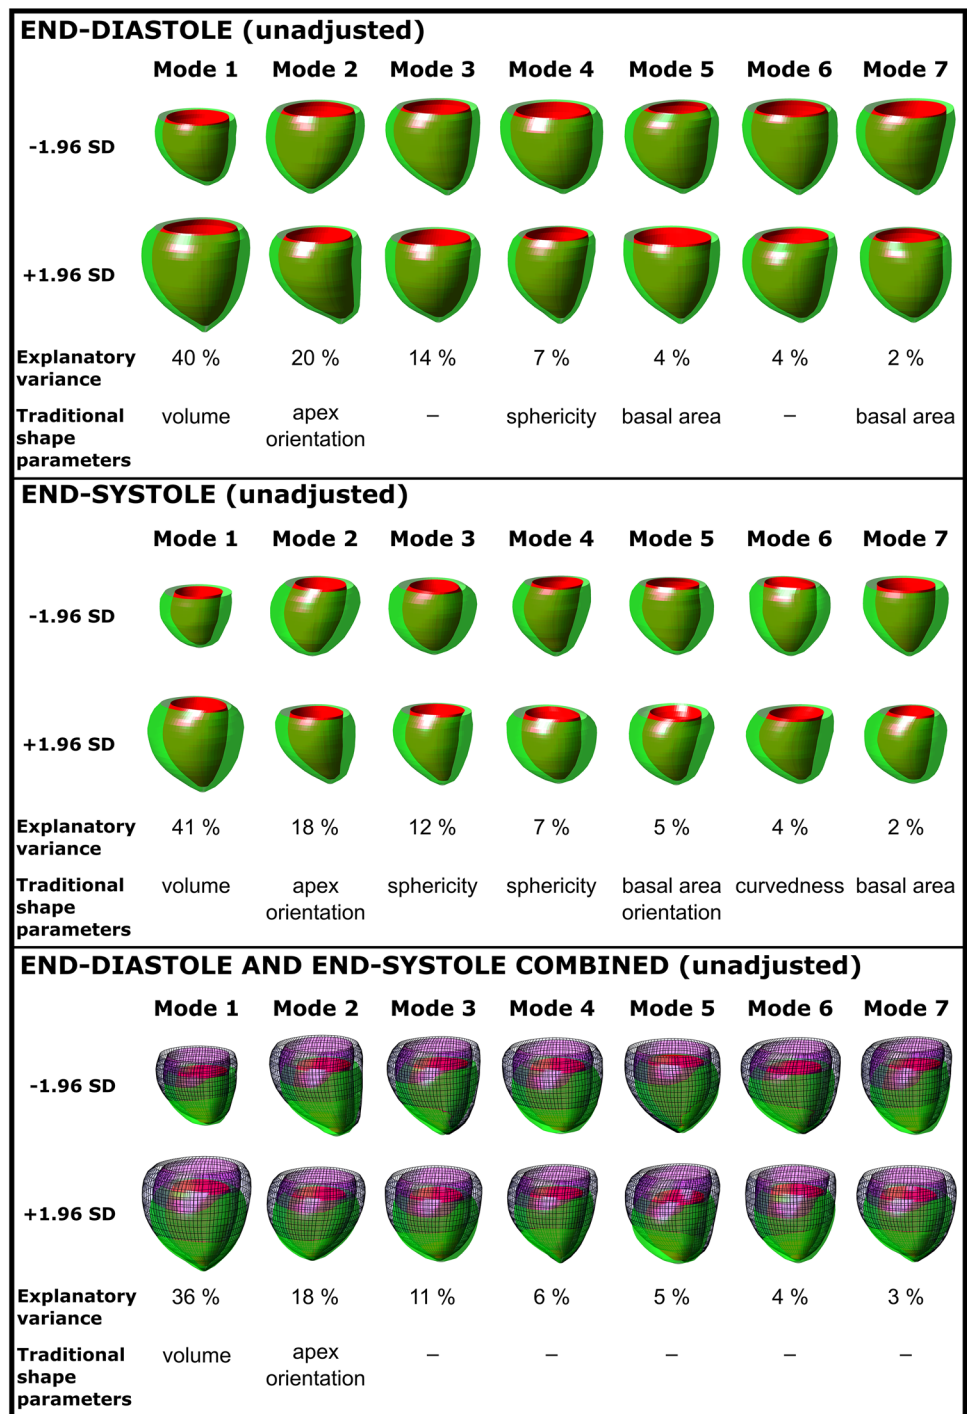 END-DIASTOLE (unadjusted)
Mode 1 Mode 2 Mode 3 Mode 4 Mode 5 Mode 6 Mode 7
-1.96 SD
+1.96 SD
Explanatory variance 40 % 20 % 14 % 7 % 4 % 4 % 2 %
Traditional shape parameters volume apex orientation – sphericity basal area – basal area
END-SYSTOLE (unadjusted)
Mode 1 Mode 2 Mode 3 Mode 4 Mode 5 Mode 6 Mode 7
-1.96 SD
+1.96 SD
Explanatory variance 41 % 18 % 12 % 7 % 5 % 4 % 2 %
Traditional shape parameters volume apex orientation sphericity sphericity basal area orientation curvedness basal area
END-DIASTOLE AND END-SYSTOLE COMBINED (unadjusted)
Mode 1 Mode 2 Mode 3 Mode 4 Mode 5 Mode 6 Mode 7
-1.96 SD
+1.96 SD
Explanatory variance 36 % 18 % 11 % 6 % 5 % 4 % 3 %
Traditional shape parameters volume apex orientation – – – – –